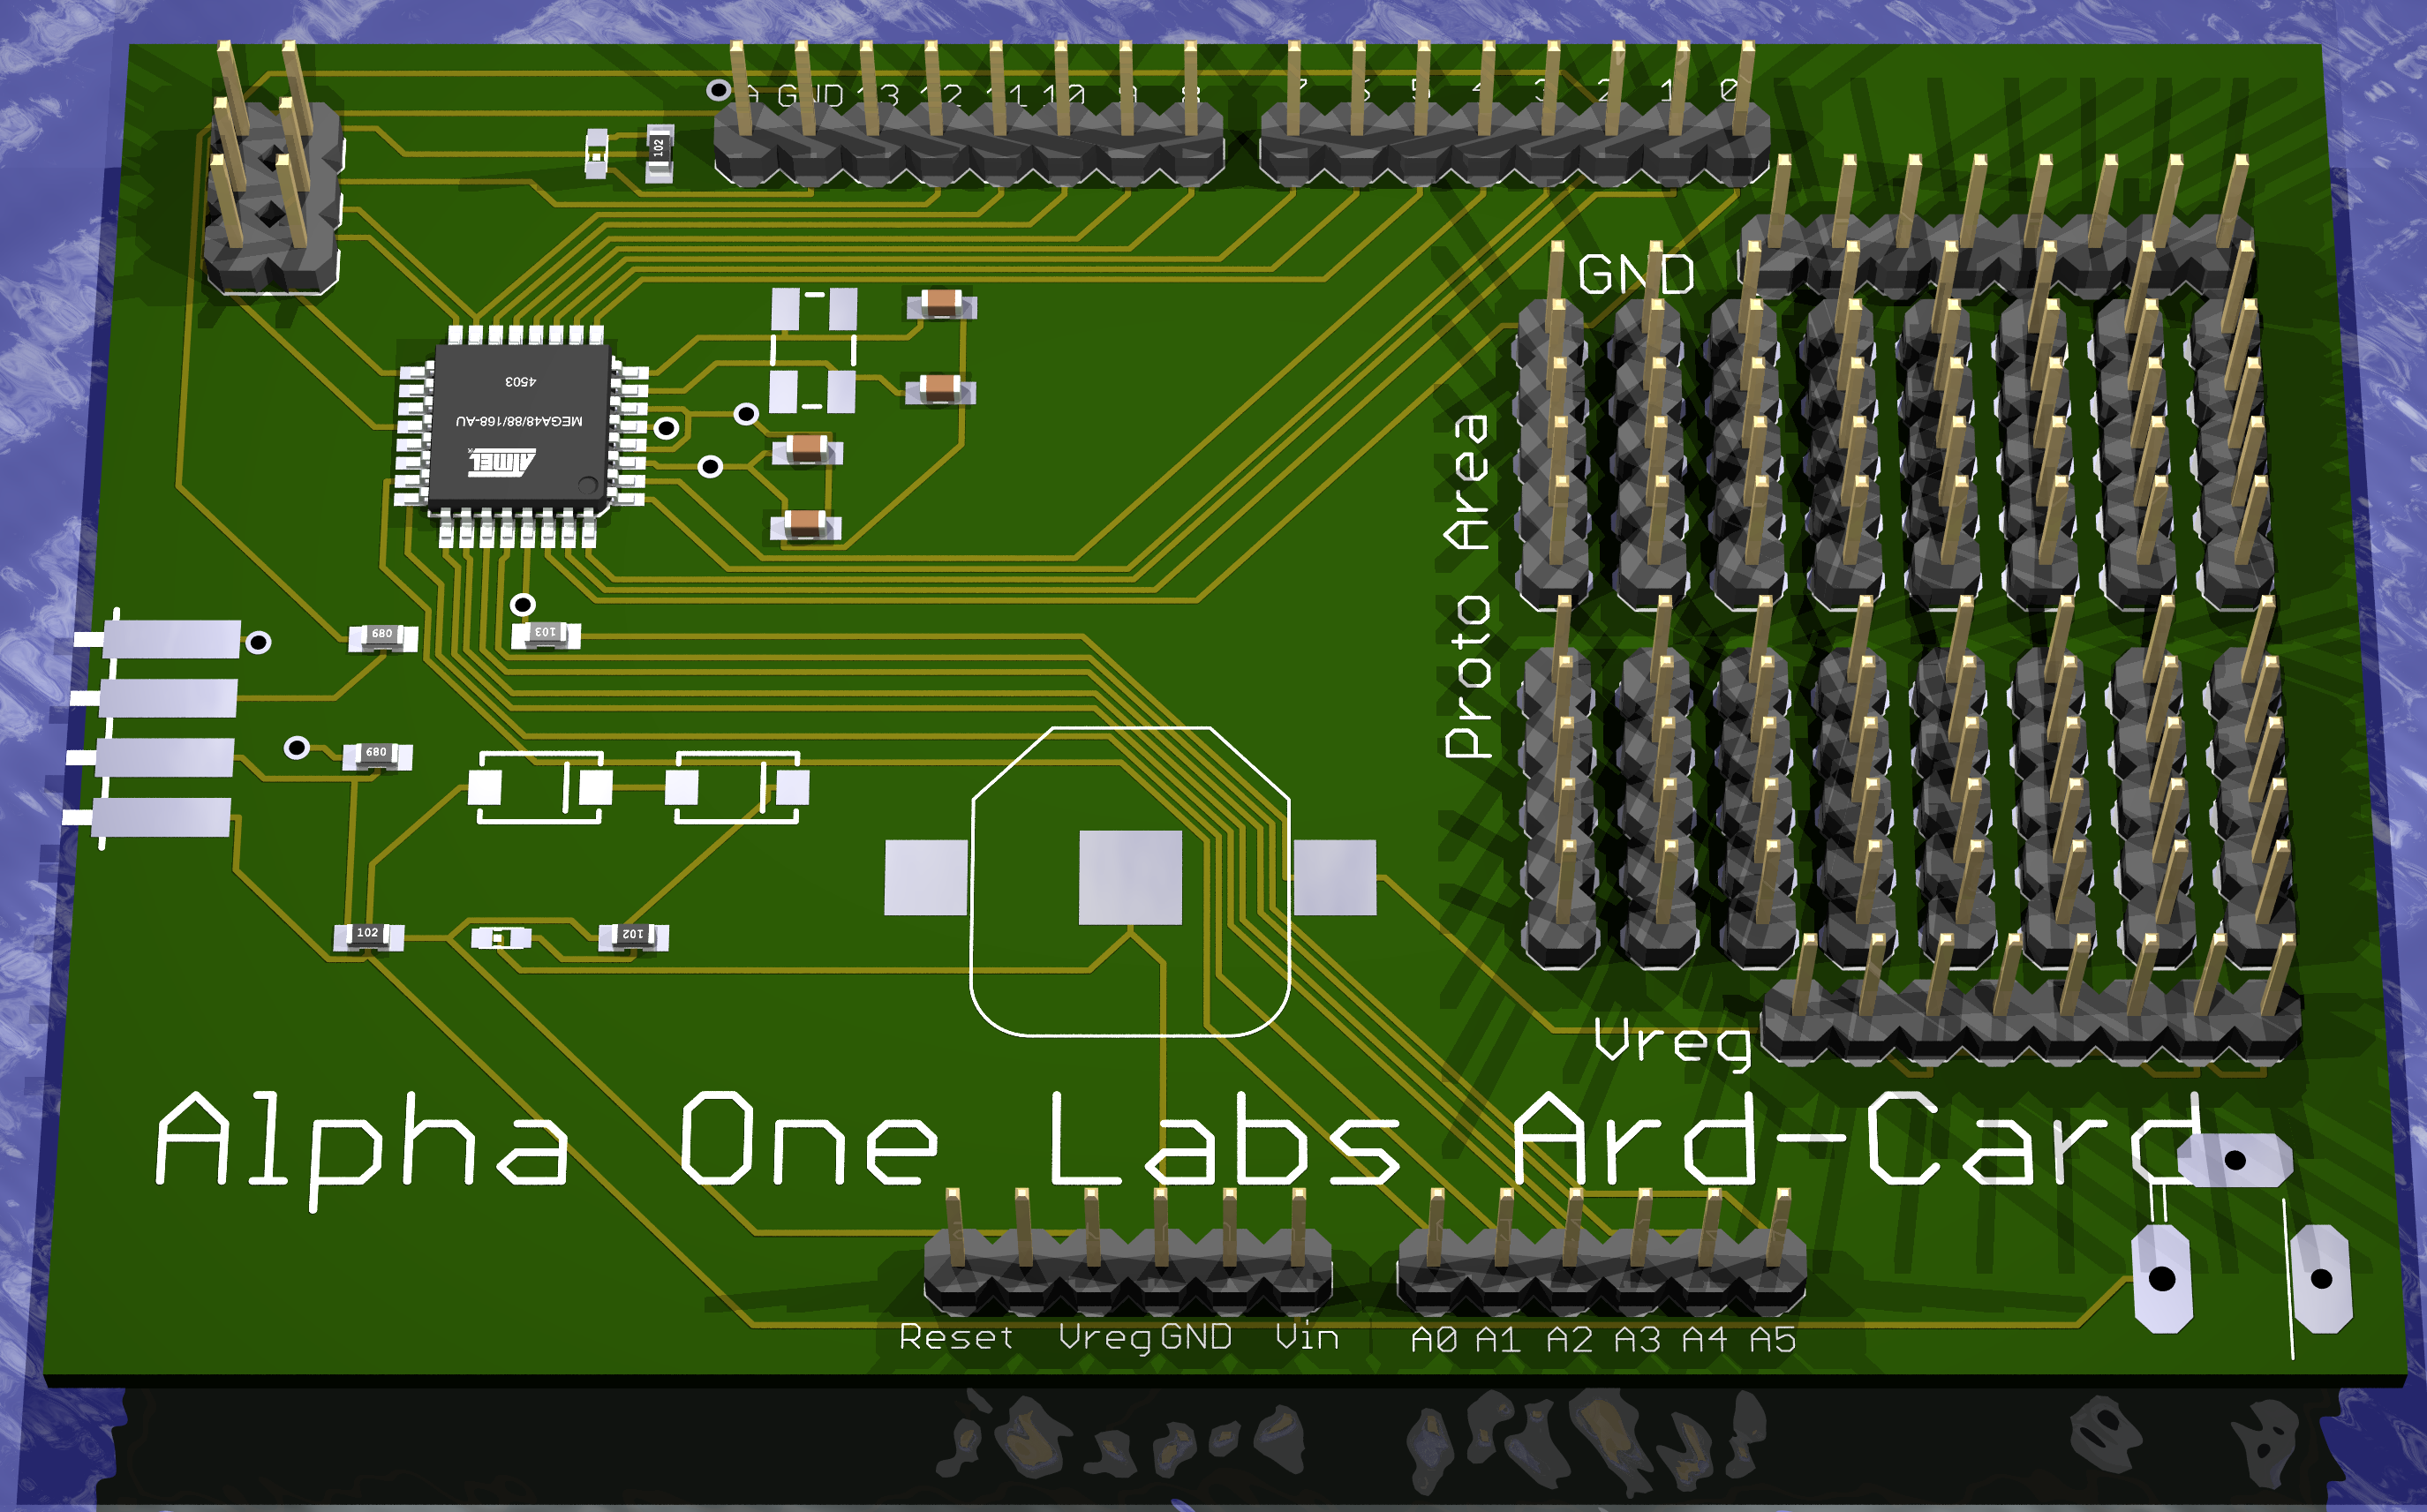 A GND 13 12 11 10 9 8 7 6 5 4 3 2 1 0
102
GND
4503
MEGA48/88/168-AU
ATMEL
Proto Area
680
103
680
102
102
Vreg
Alpha One Labs Ard-Card
Reset Vreg GND Vin A0 A1 A2 A3 A4 A5